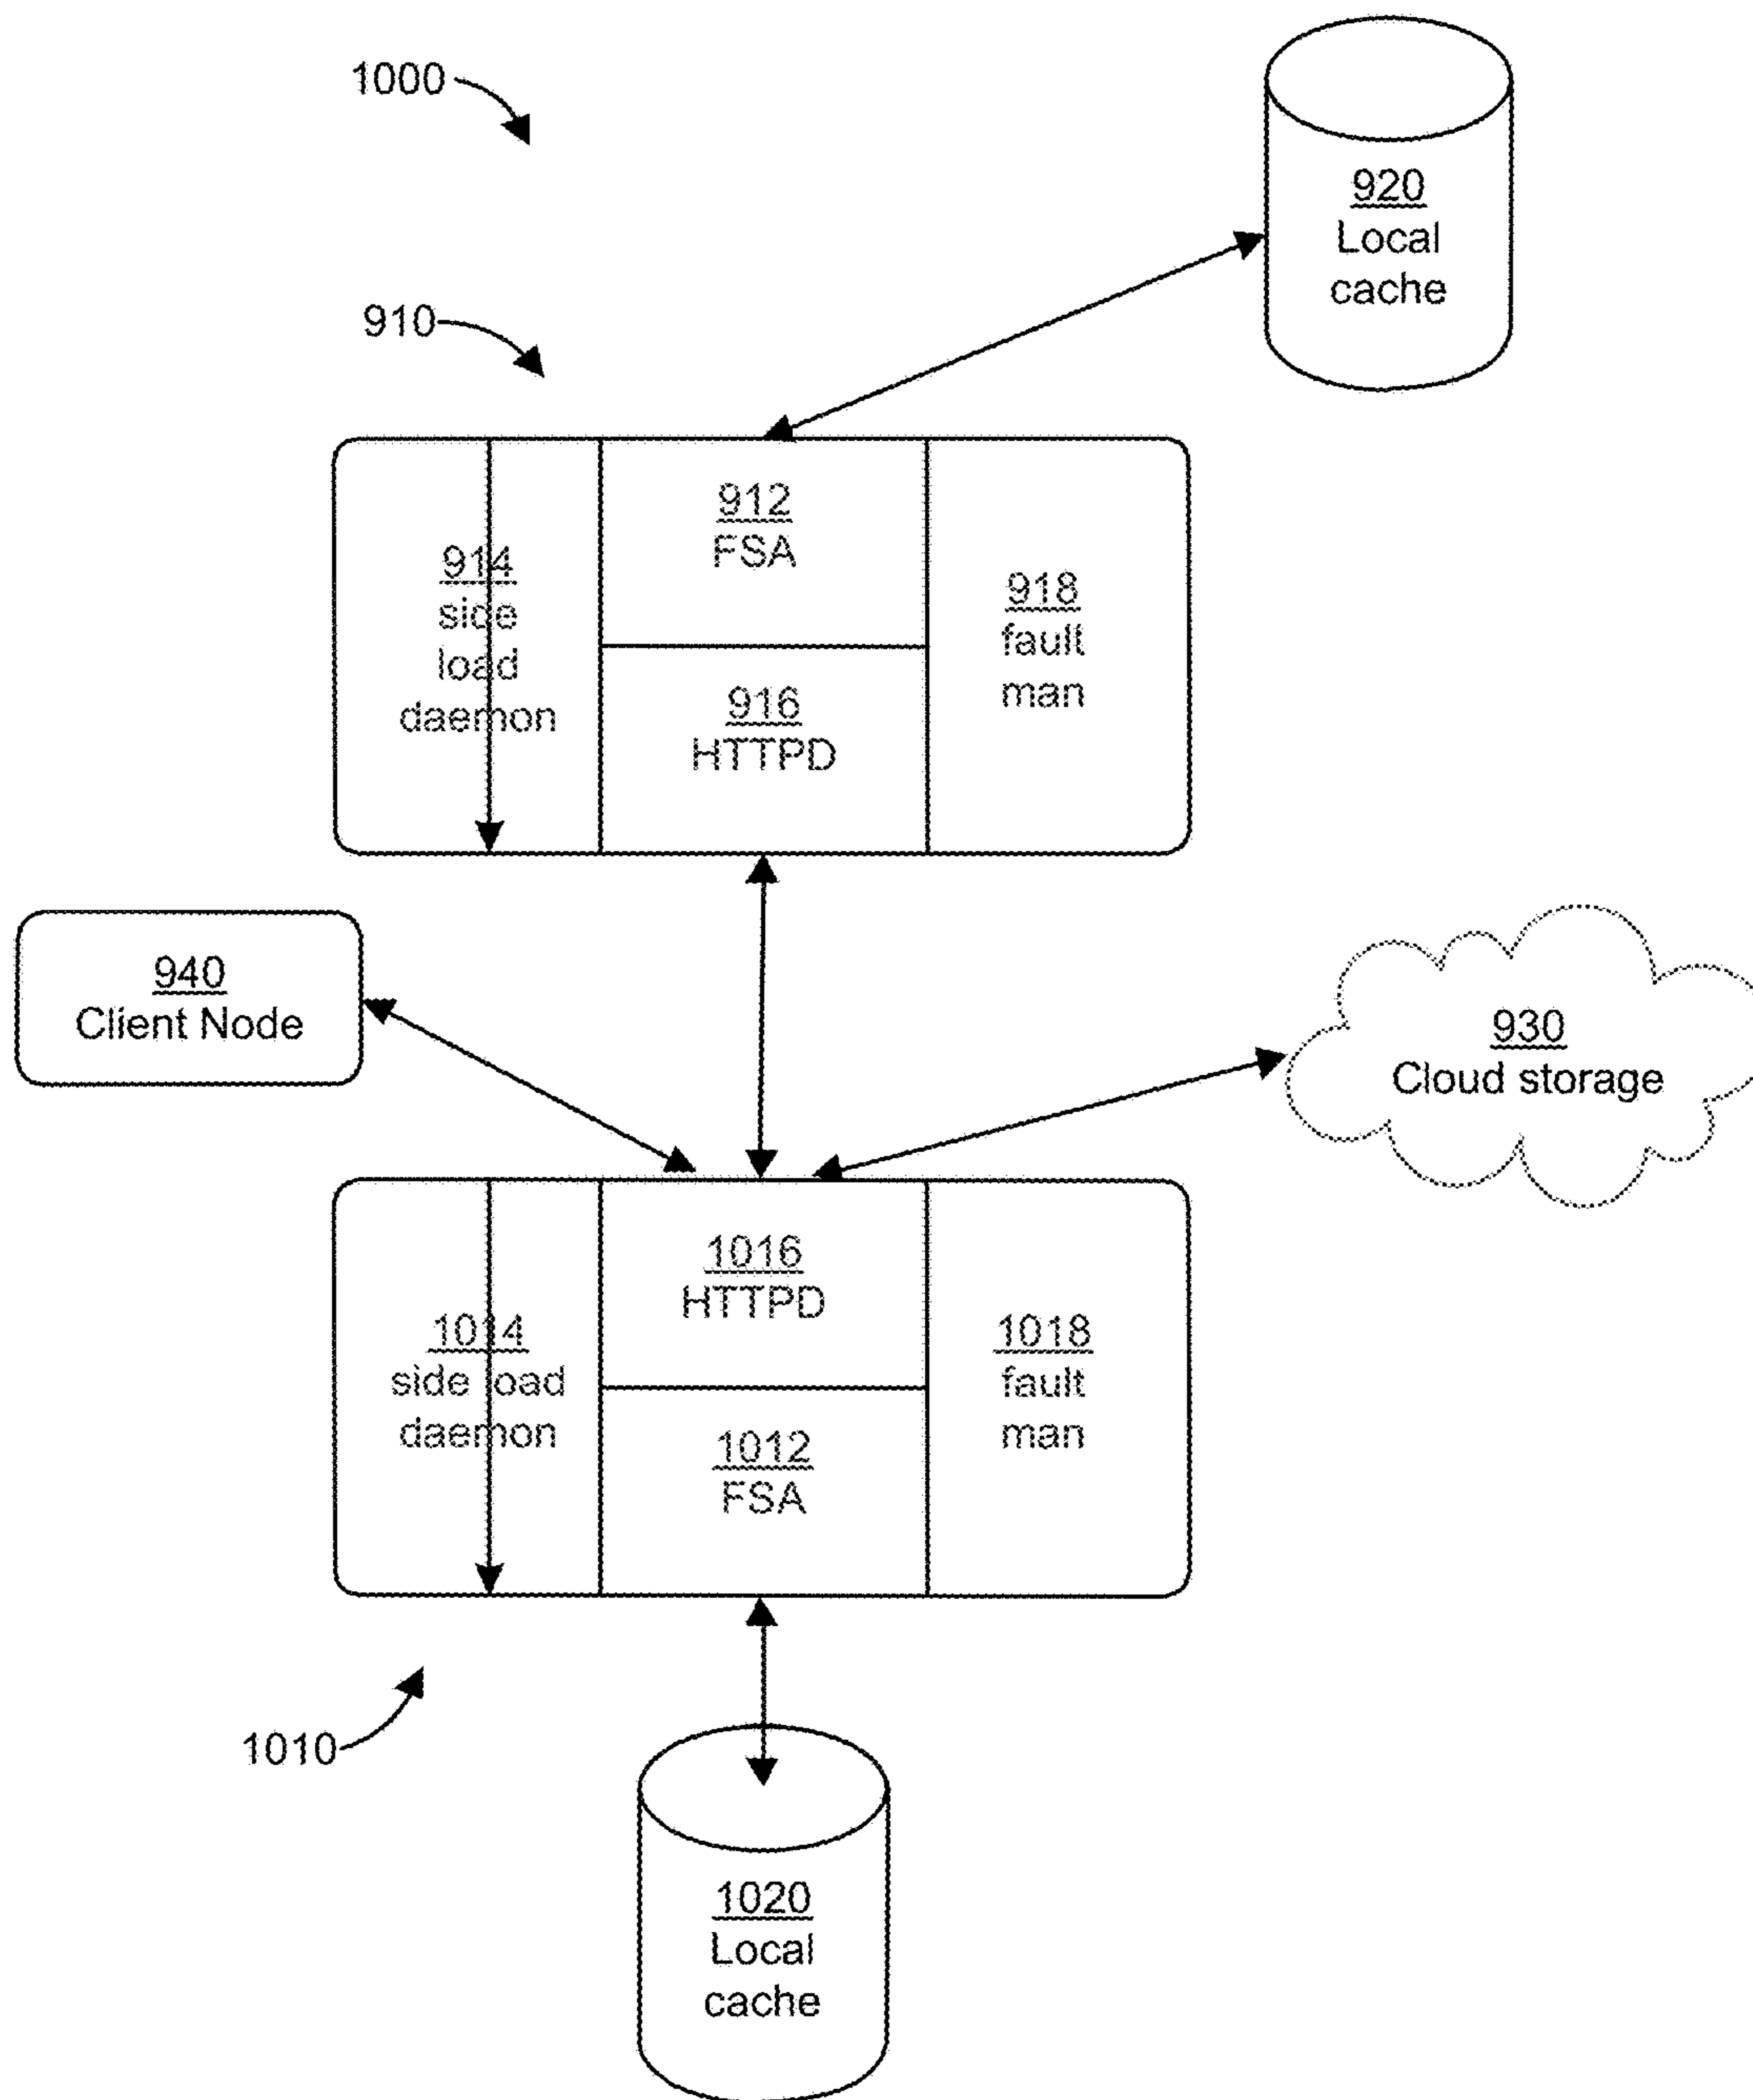 1000
920
Local
cache
910
912
FSA
914
side
load
daemon
918
fault
man
916
HTTPD
940
Client Node
930
Cloud storage
1016
HTTPD
1014
side load
daemon
1018
fault
man
1012
FSA
1010
1020
Local
cache